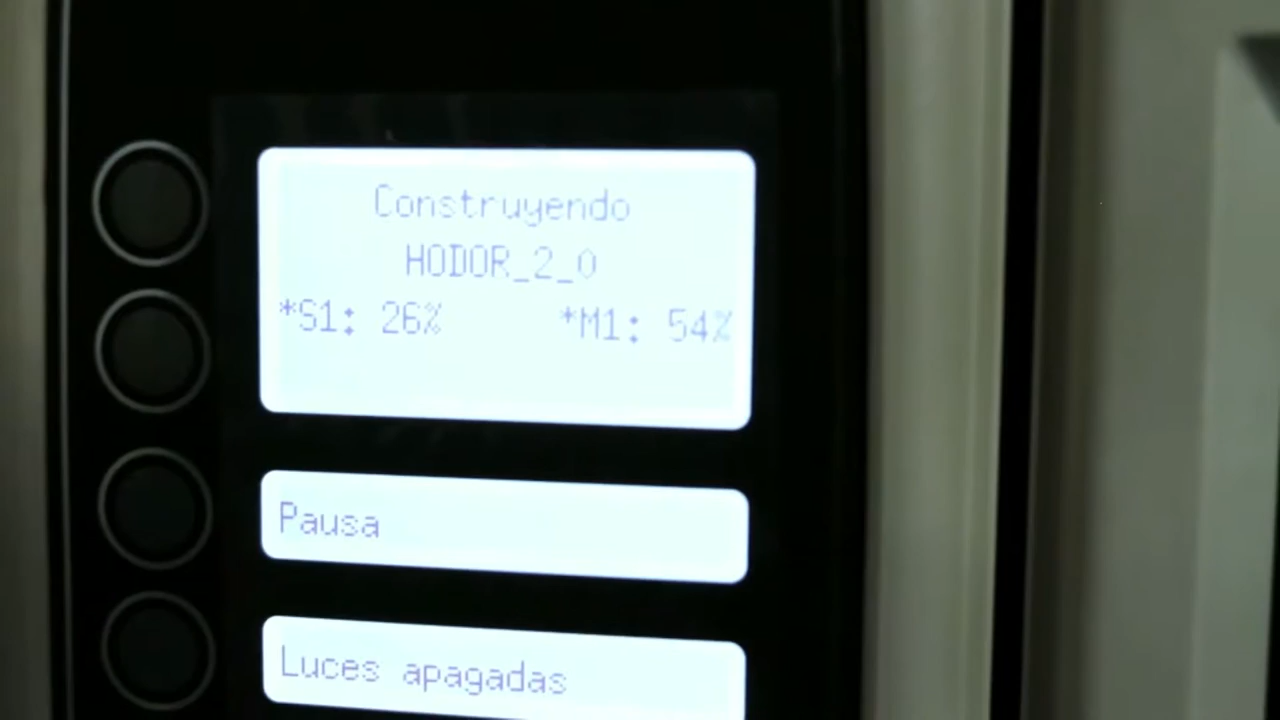 Construyendo
HODOR_2_0
*S1: 26% *M1: 54%
Pausa
Luces apagadas